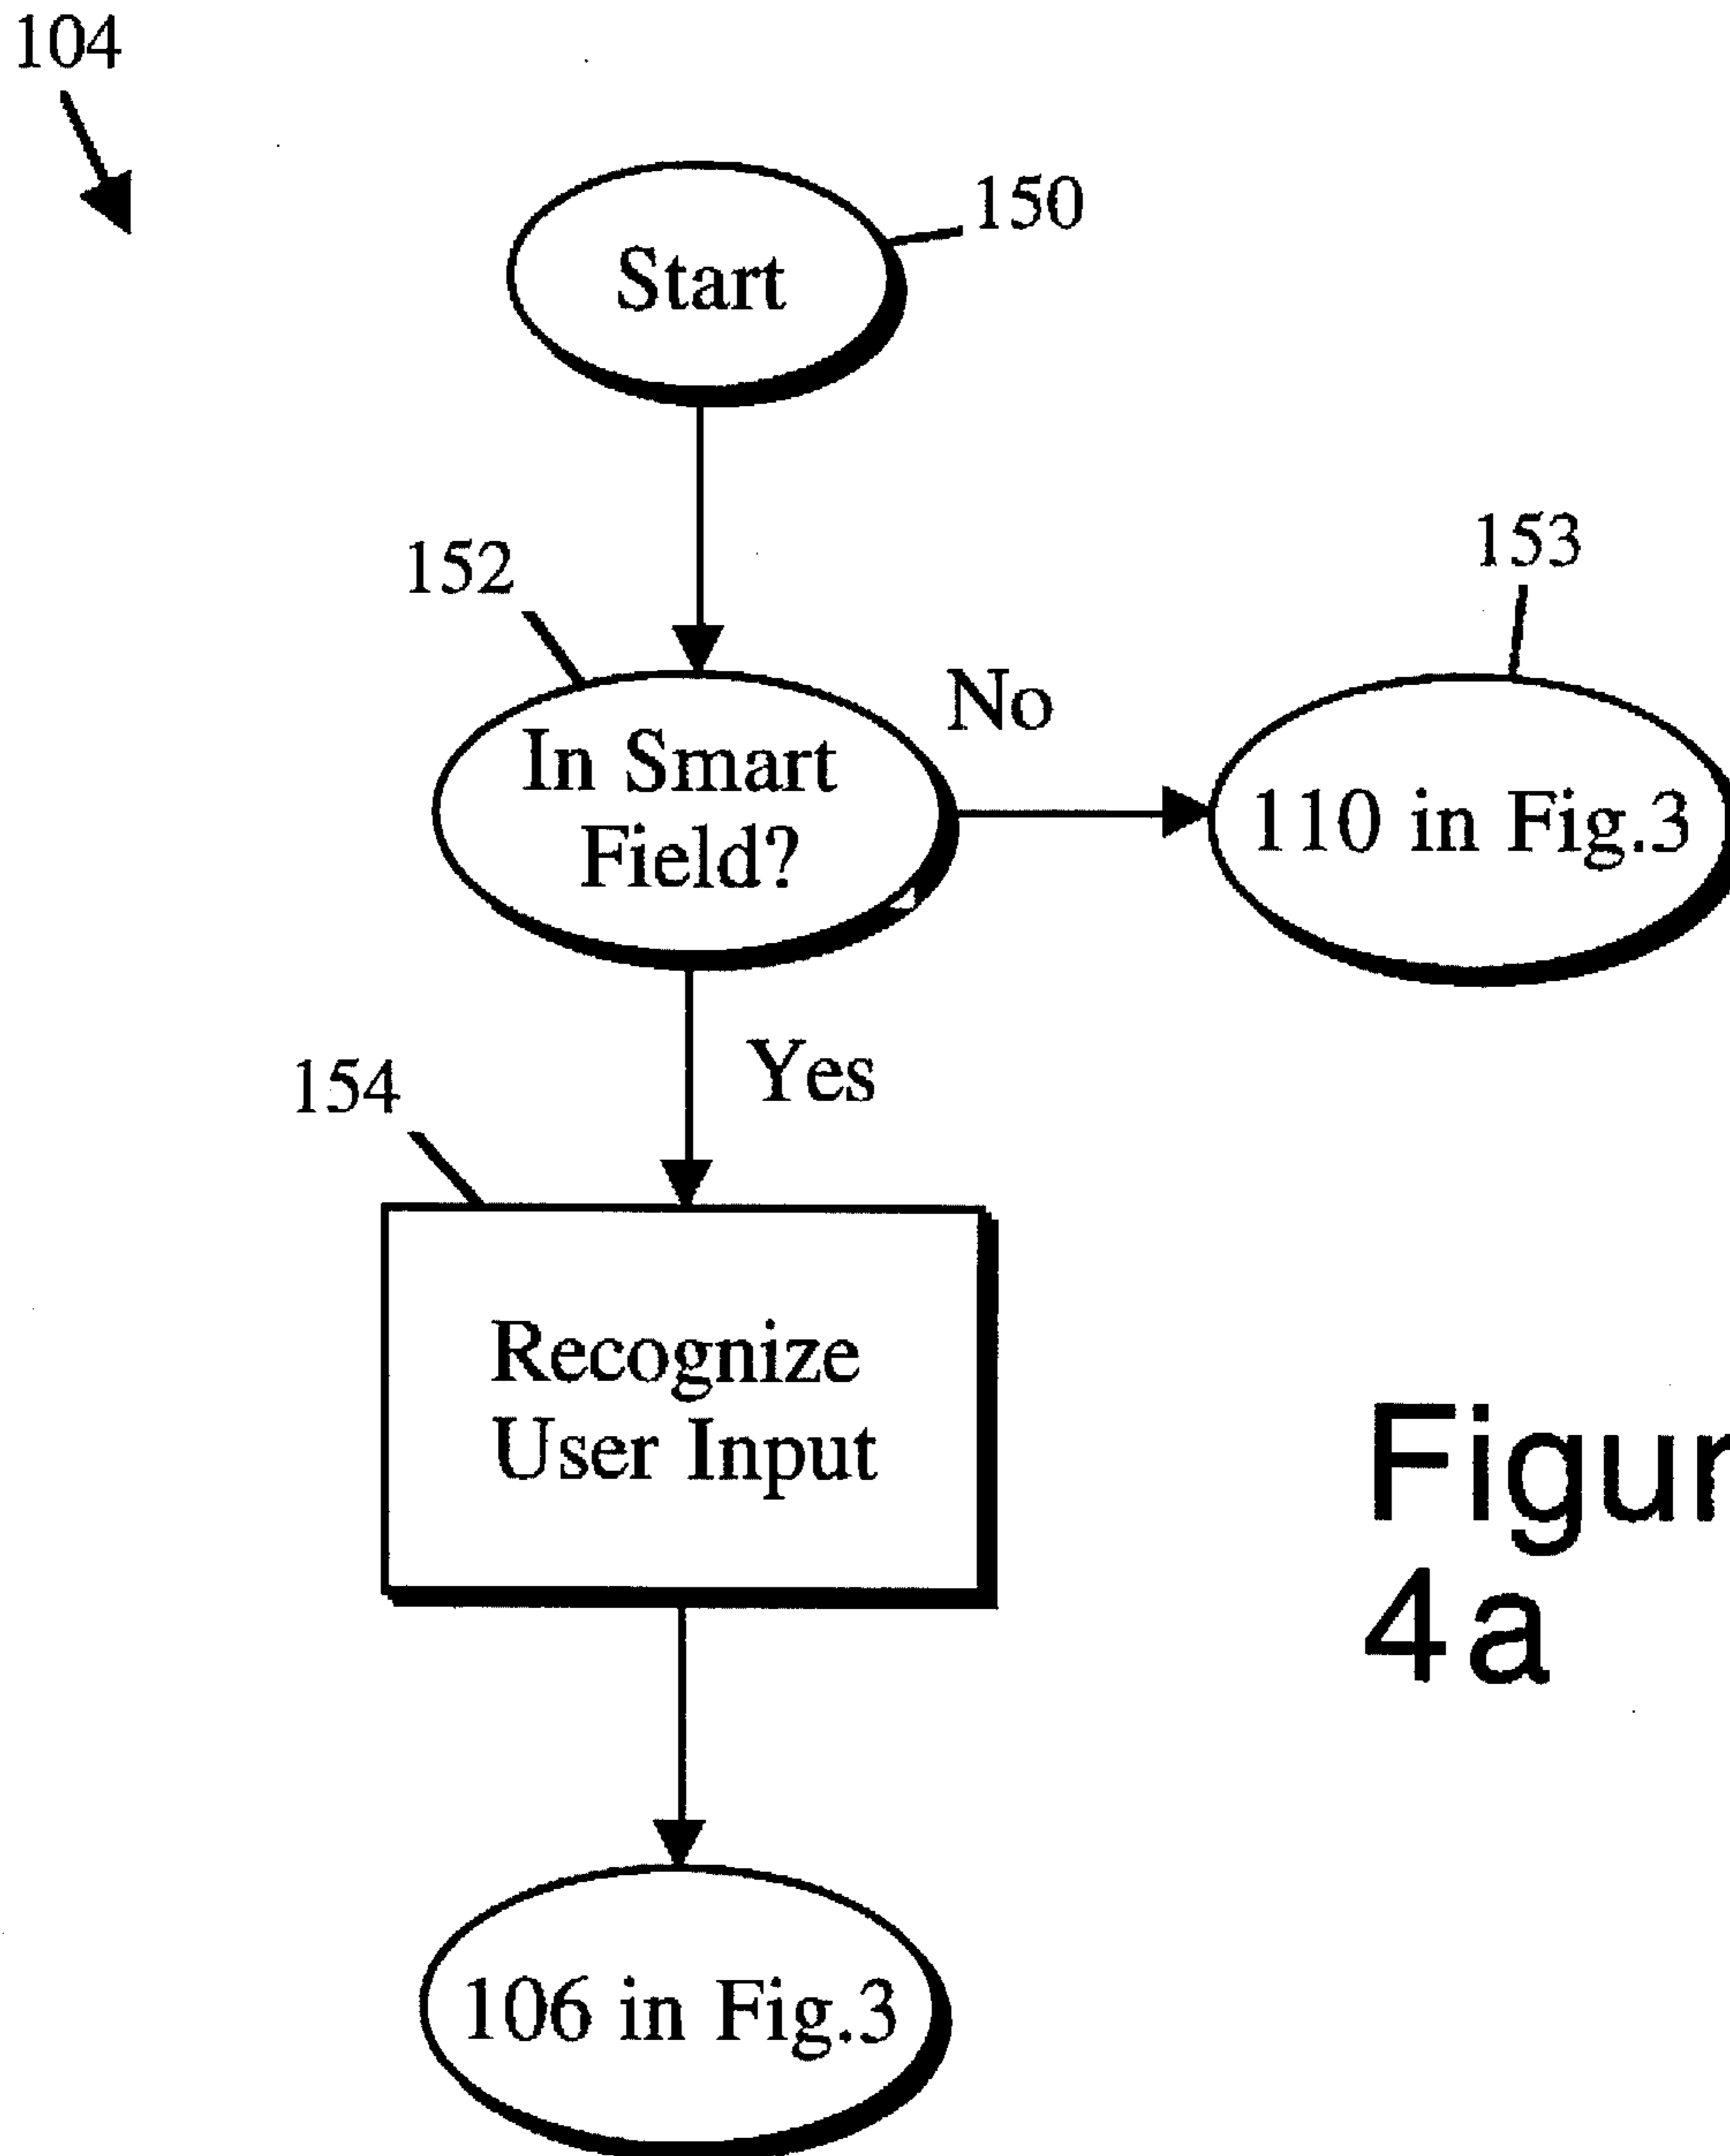 104
150
Start
152
153
No
In Smart
Field?
110 in Fig.3
Yes
154
Recognize
User Input
Figur
4a
106 in Fig.3